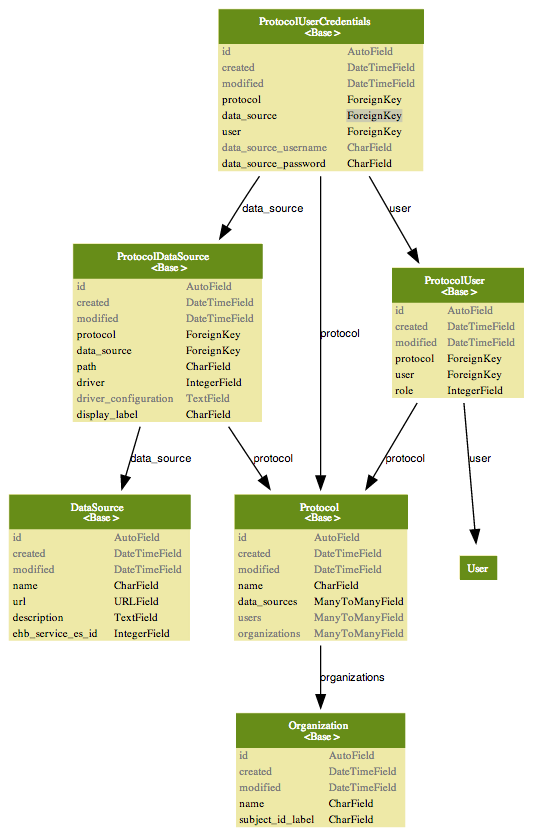 ProtocolUserCredentials
<Base >
id AutoField
created DateTimeField
modified DateTimeField
protocol ForeignKey
data_source ForeignKey
user ForeignKey
data_source_username CharField
data_source_password CharField
data_source
user
protocol
ProtocolDataSource
<Base >
id AutoField
created DateTimeField
modified DateTimeField
protocol ForeignKey
data_source ForeignKey
path CharField
driver IntegerField
driver_configuration TextField
display_label CharField
ProtocolUser
<Base >
id AutoField
created DateTimeField
modified DateTimeField
protocol ForeignKey
user ForeignKey
role IntegerField
data_source
protocol
protocol
user
DataSource
<Base >
id AutoField
created DateTimeField
modified DateTimeField
name CharField
url URLField
description TextField
ehb_service_es_id IntegerField
Protocol
<Base >
id AutoField
created DateTimeField
modified DateTimeField
name CharField
data_sources ManyToManyField
users ManyToManyField
organizations ManyToManyField
User
organizations
Organization
<Base >
id AutoField
created DateTimeField
modified DateTimeField
name CharField
subject_id_label CharField